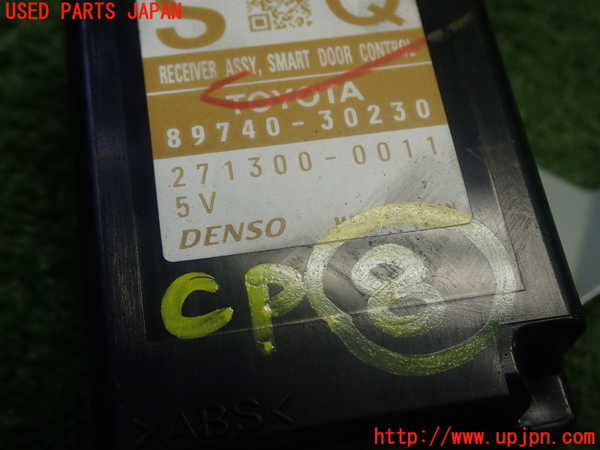 USED PARTS JAPAN
S Q
RECEIVER ASSY, SMART DOOR CONTROL
TOYOTA
89740-30230
271300-0011
5V
DENSO
CP 8
>ABS<
http://www.upjpn.com/